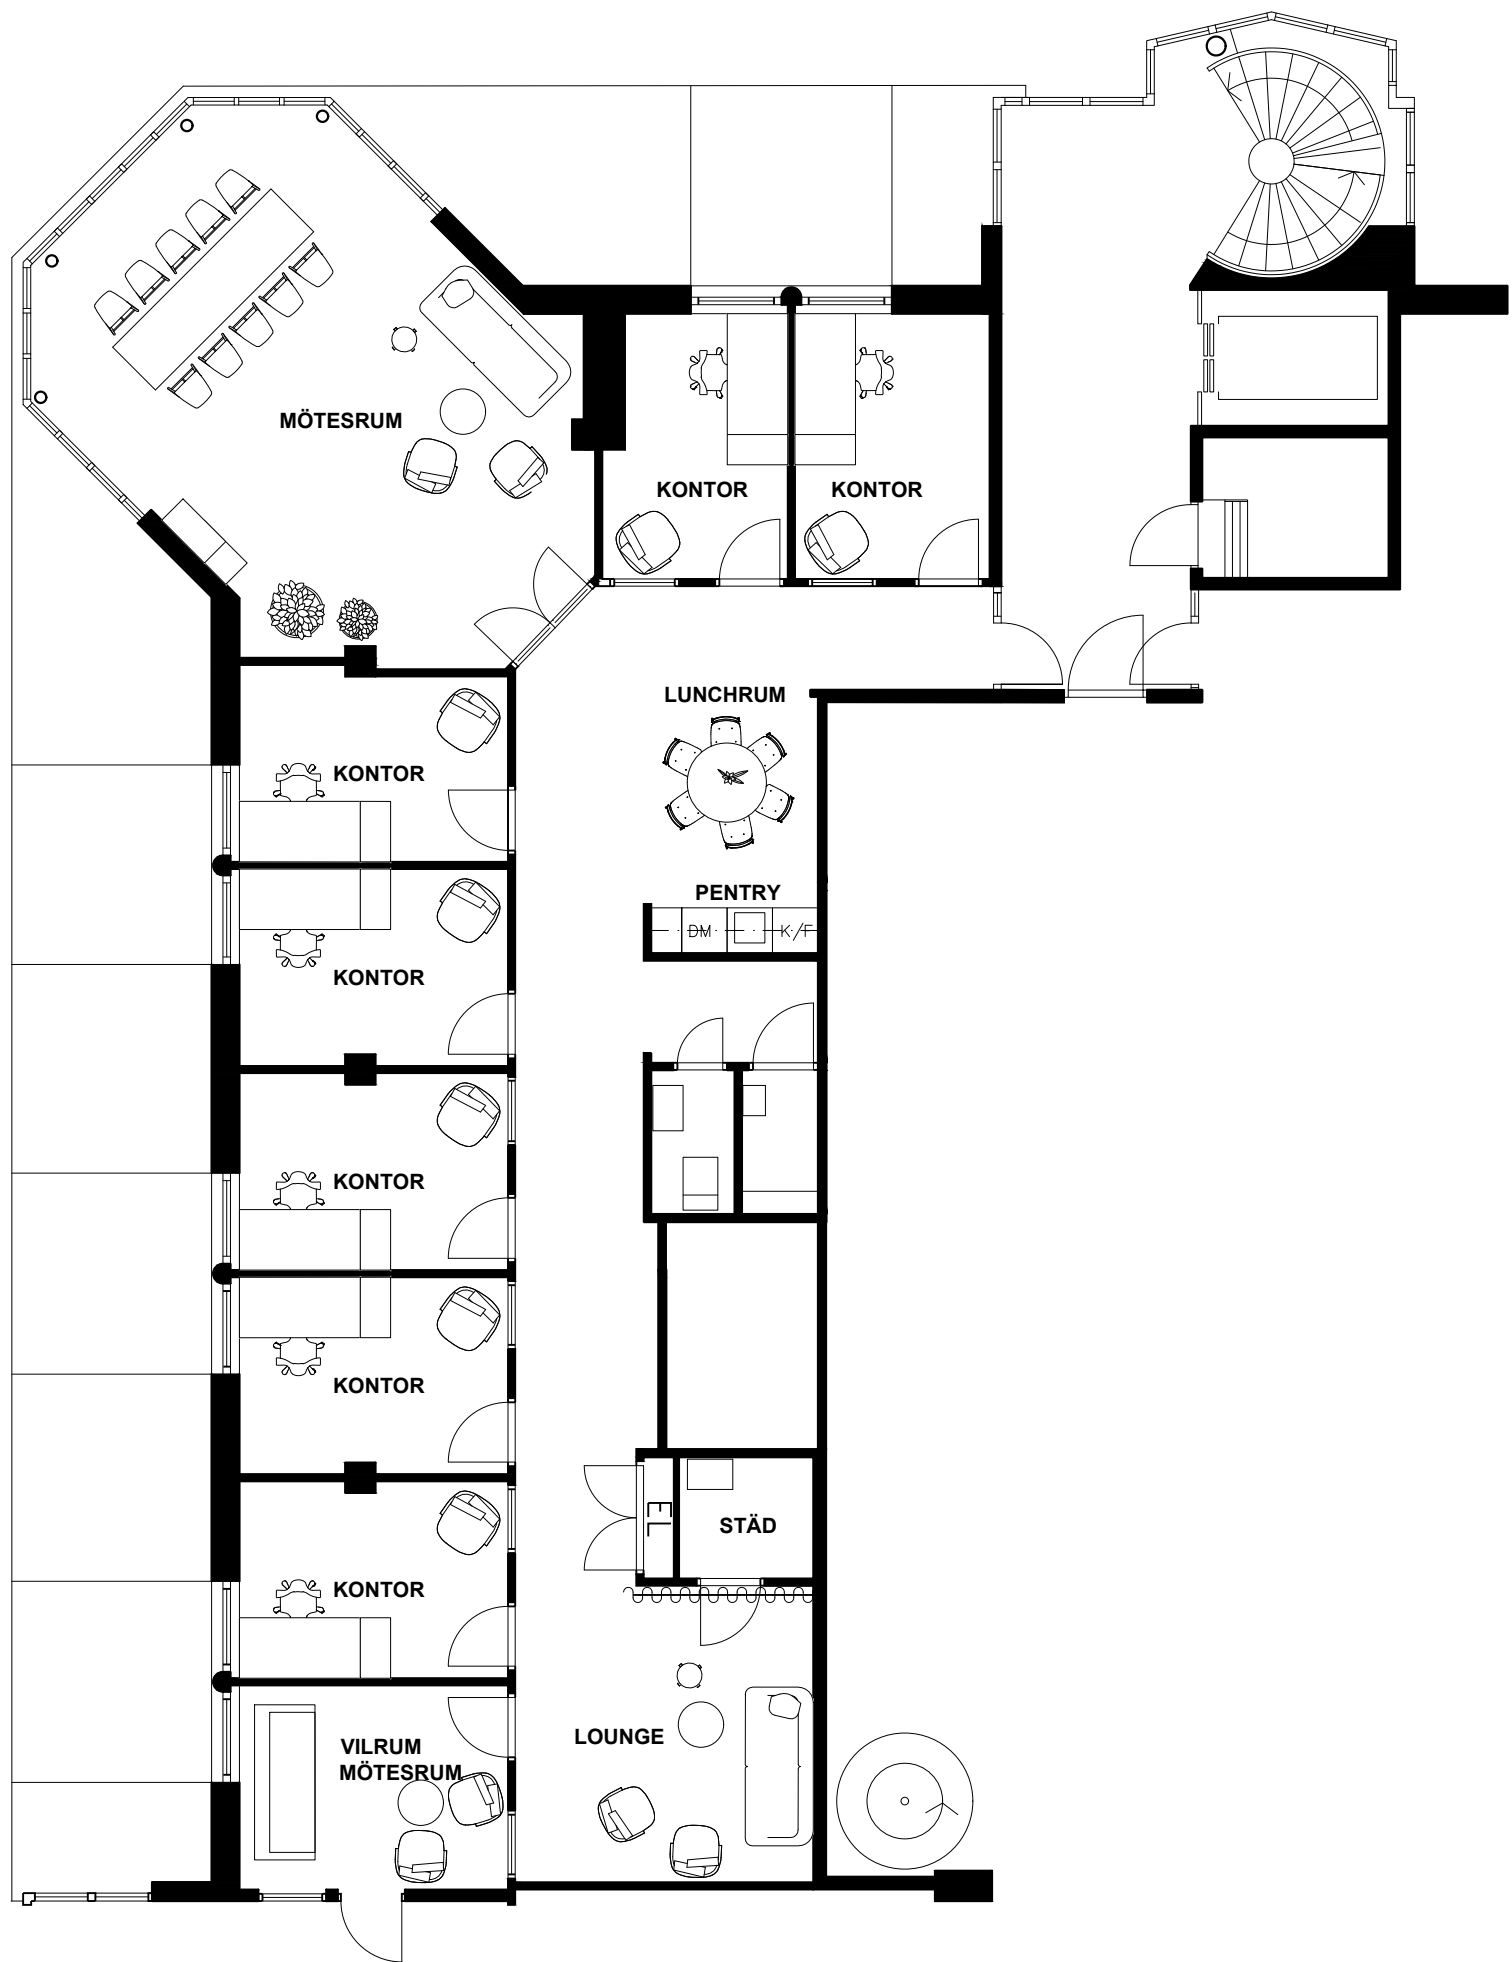 MÖTESRUM
KONTOR
KONTOR
LUNCHRUM
KONTOR
PENTRY
DM
K/F
KONTOR
KONTOR
KONTOR
EL
STÄD
KONTOR
LOUNGE
VILRUM
MÖTESRUM